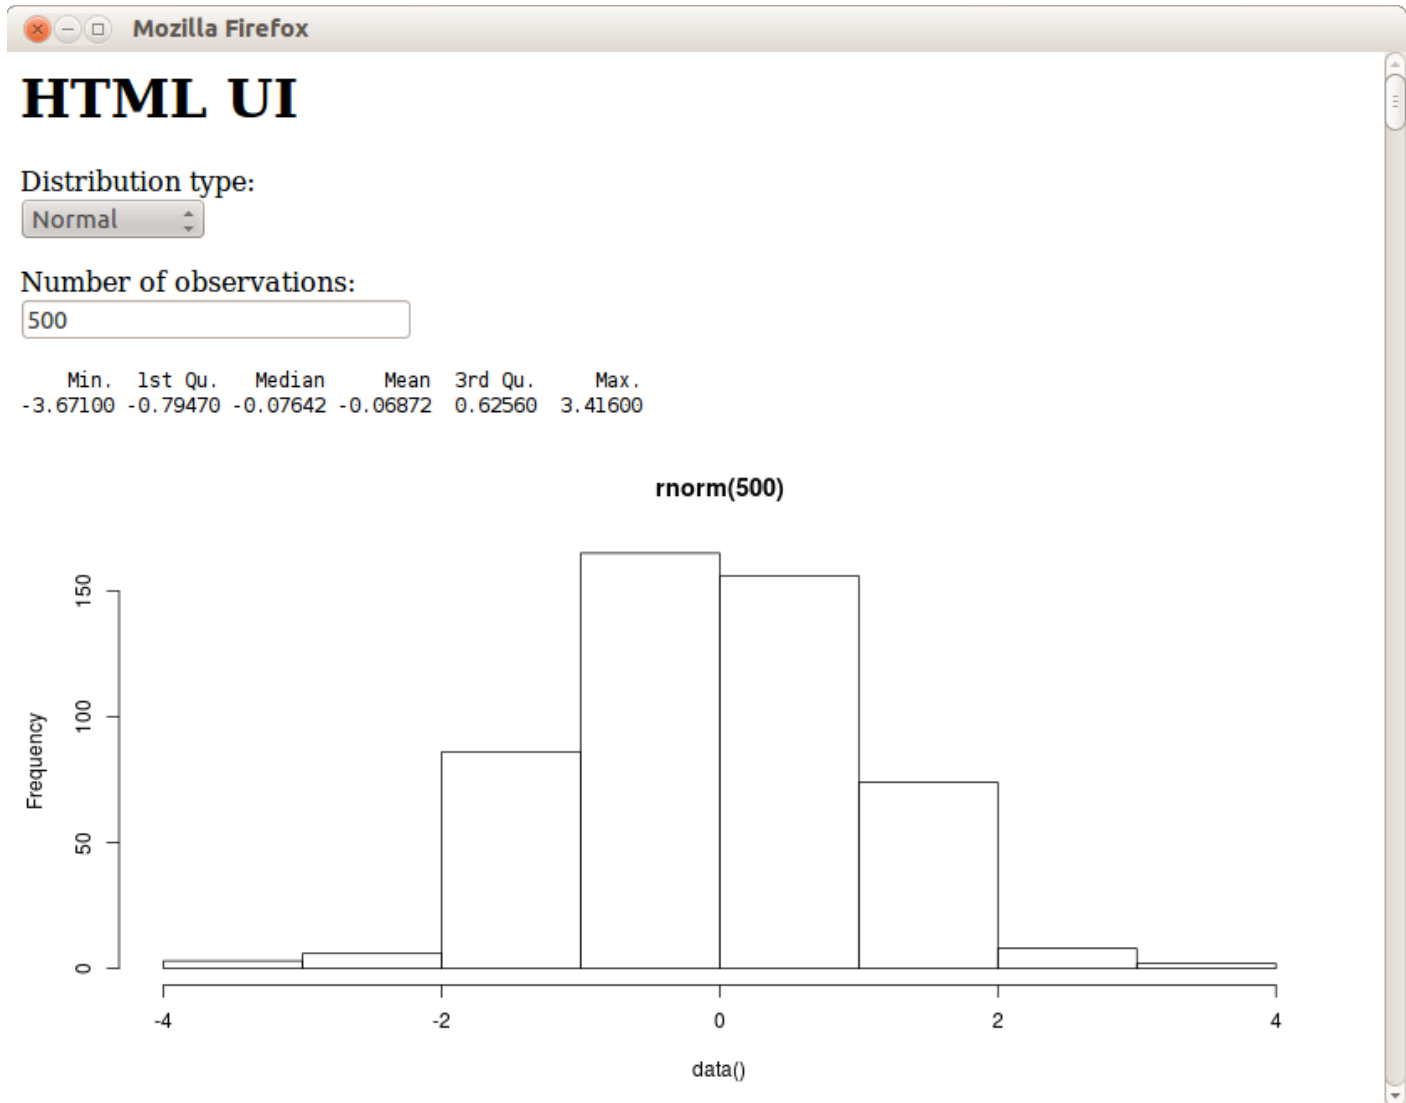 Mozilla Firefox
HTML UI
Distribution type:
Normal
Number of observations:
500
Min. 1st Qu. Median Mean 3rd Qu. Max.
-3.67100 -0.79470 -0.07642 -0.06872 0.62560 3.41600
rnorm(500)
Frequency
150
100
50
0
-4 -2 0 2 4
data()